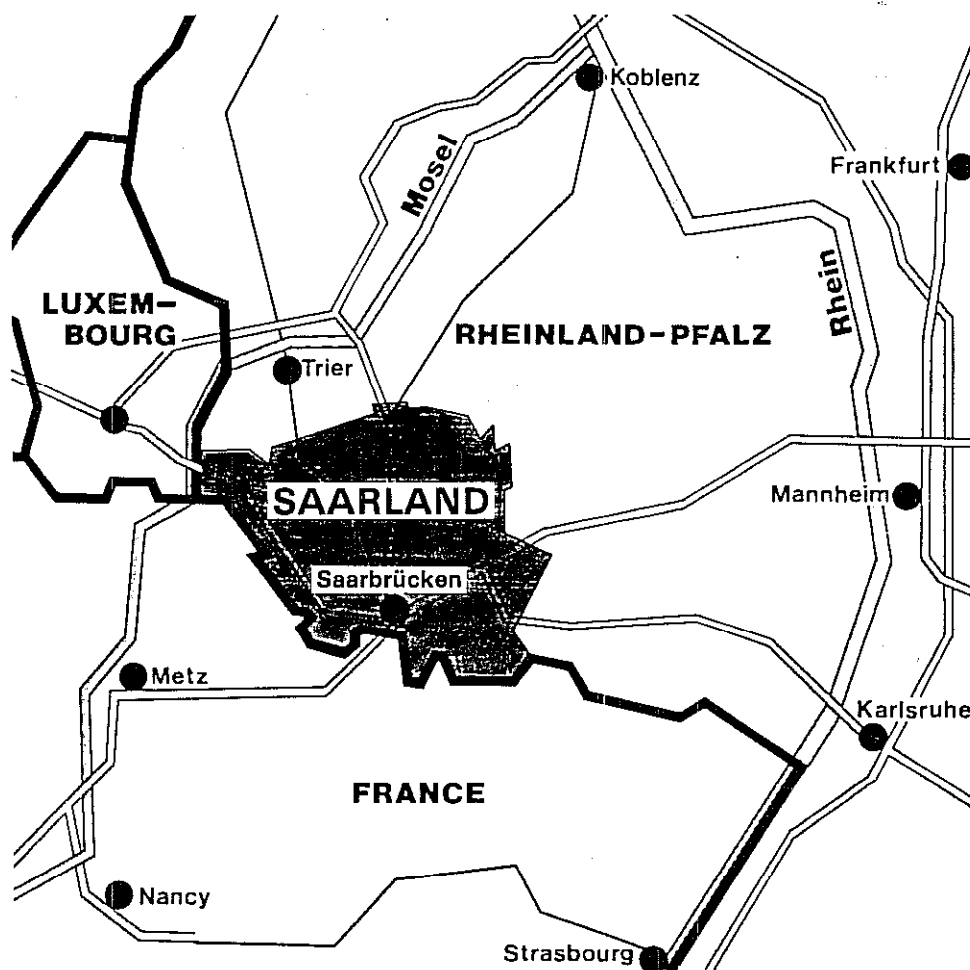 Koblenz
Frankfurt
Mosel
Rhein
LUXEM-
BOURG
RHEINLAND-PFALZ
Trier
SAARLAND
Mannheim
Saarbrücken
Metz
Karlsruhe
FRANCE
Nancy
Strasbourg